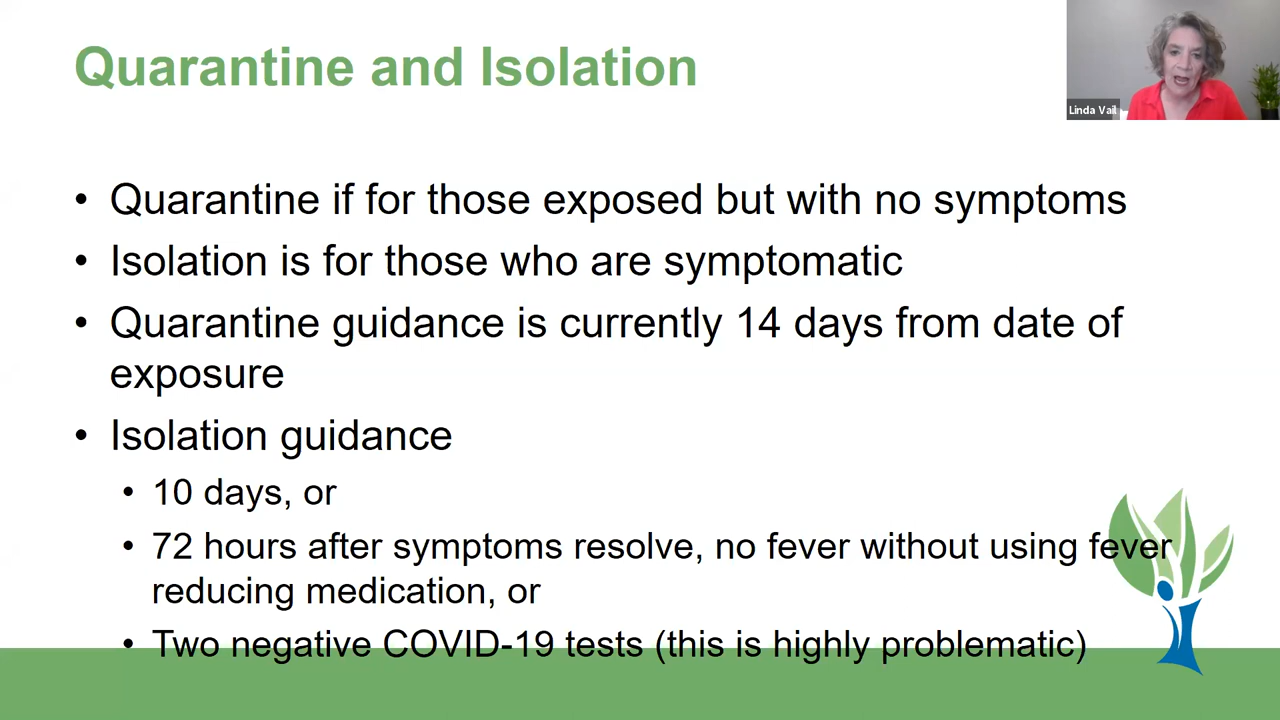 Quarantine and Isolation
Linda Vail
• Quarantine if for those exposed but with no symptoms
• Isolation is for those who are symptomatic
• Quarantine guidance is currently 14 days from date of
exposure
• Isolation guidance
• 10 days, or
• 72 hours after symptoms resolve, no fever without using fever
reducing medication, or
• Two negative COVID-19 tests (this is highly problematic)